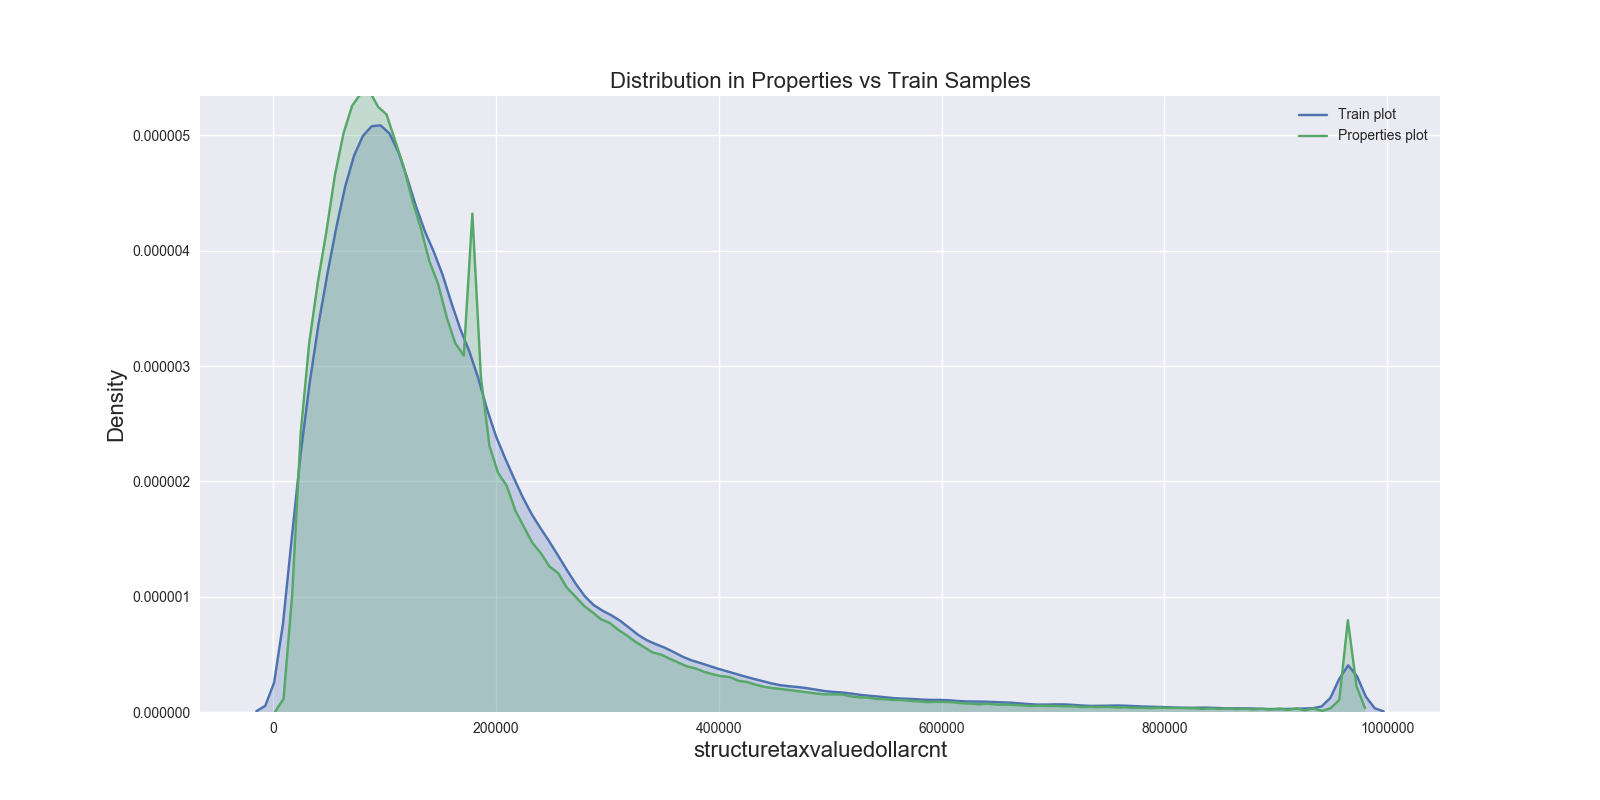 Distribution in Properties vs Train Samples
Train plot
Properties plot
0.000005
0.000004
0.000003
0.000002
0.000001
0.000000
Density
0 200000 400000 600000 800000 1000000
structuretaxvaluedollarcnt